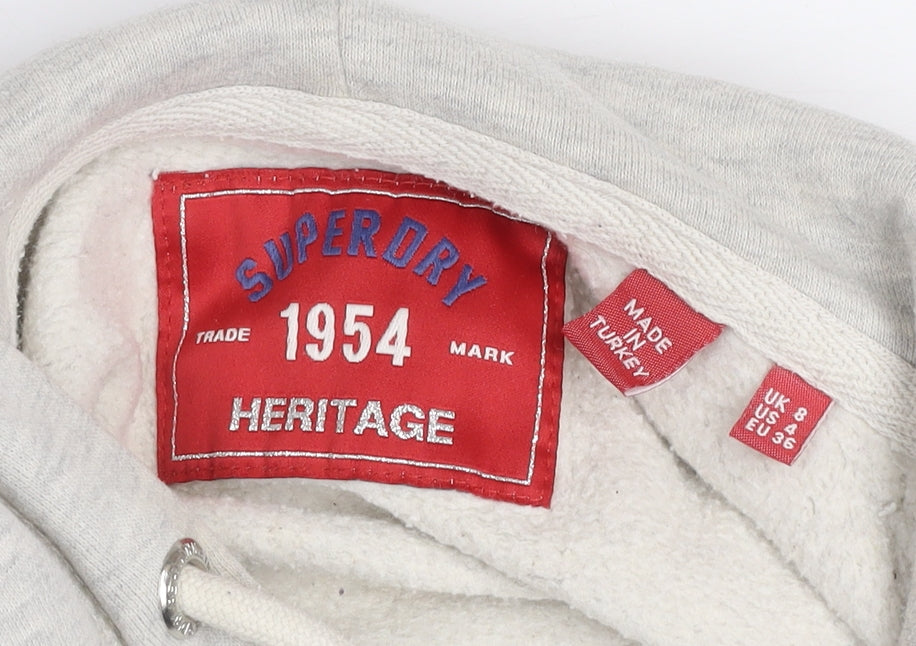 SUPERDRY
TRADE 1954 MARK
HERITAGE
MADE
IN
TURKEY
UK 8
US 4
EU 36